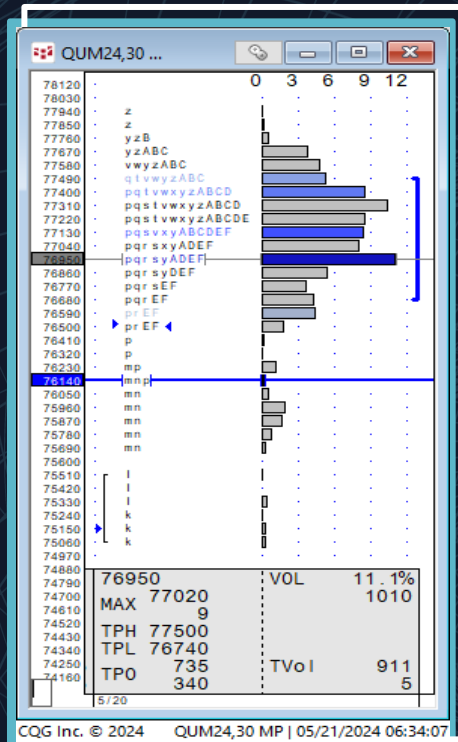 QUM24,30 ...
0 3 6 9 12
78120
78030
77940 z
77850 z
77760 yzB
77670 yzABC
77580 vwyzABC
77490 qtvwyzABC
77400 pqtvwxyzABCD
77310 pqstvwxyzABCD
77220 pqstvwxyzABCDE
77130 pqsvxyABCDEF
77040 pqrsxyADEF
76950 pqrsyADEF
76860 pqrsyDEF
76770 pqrsEF
76680 pqrEF
76590 prEF
76500 prEF
76410 p
76320 p
76230 mp
76140 mnp
76050 mn
75960 mn
75870 mn
75780 mn
75690 mn
75600
75510 l
75420 l
75330 l
75240 k
75150 k
75060 k
74970
74880
74790
74700
74610
74520
74430
74340
74250
74160
76950 VOL 11.1%
MAX 77020 1010
9
TPH 77500
TPL 76740
TPO 735 TVol 911
340 5
5/20
CQG Inc. © 2024 QUM24,30 MP | 05/21/2024 06:34:07